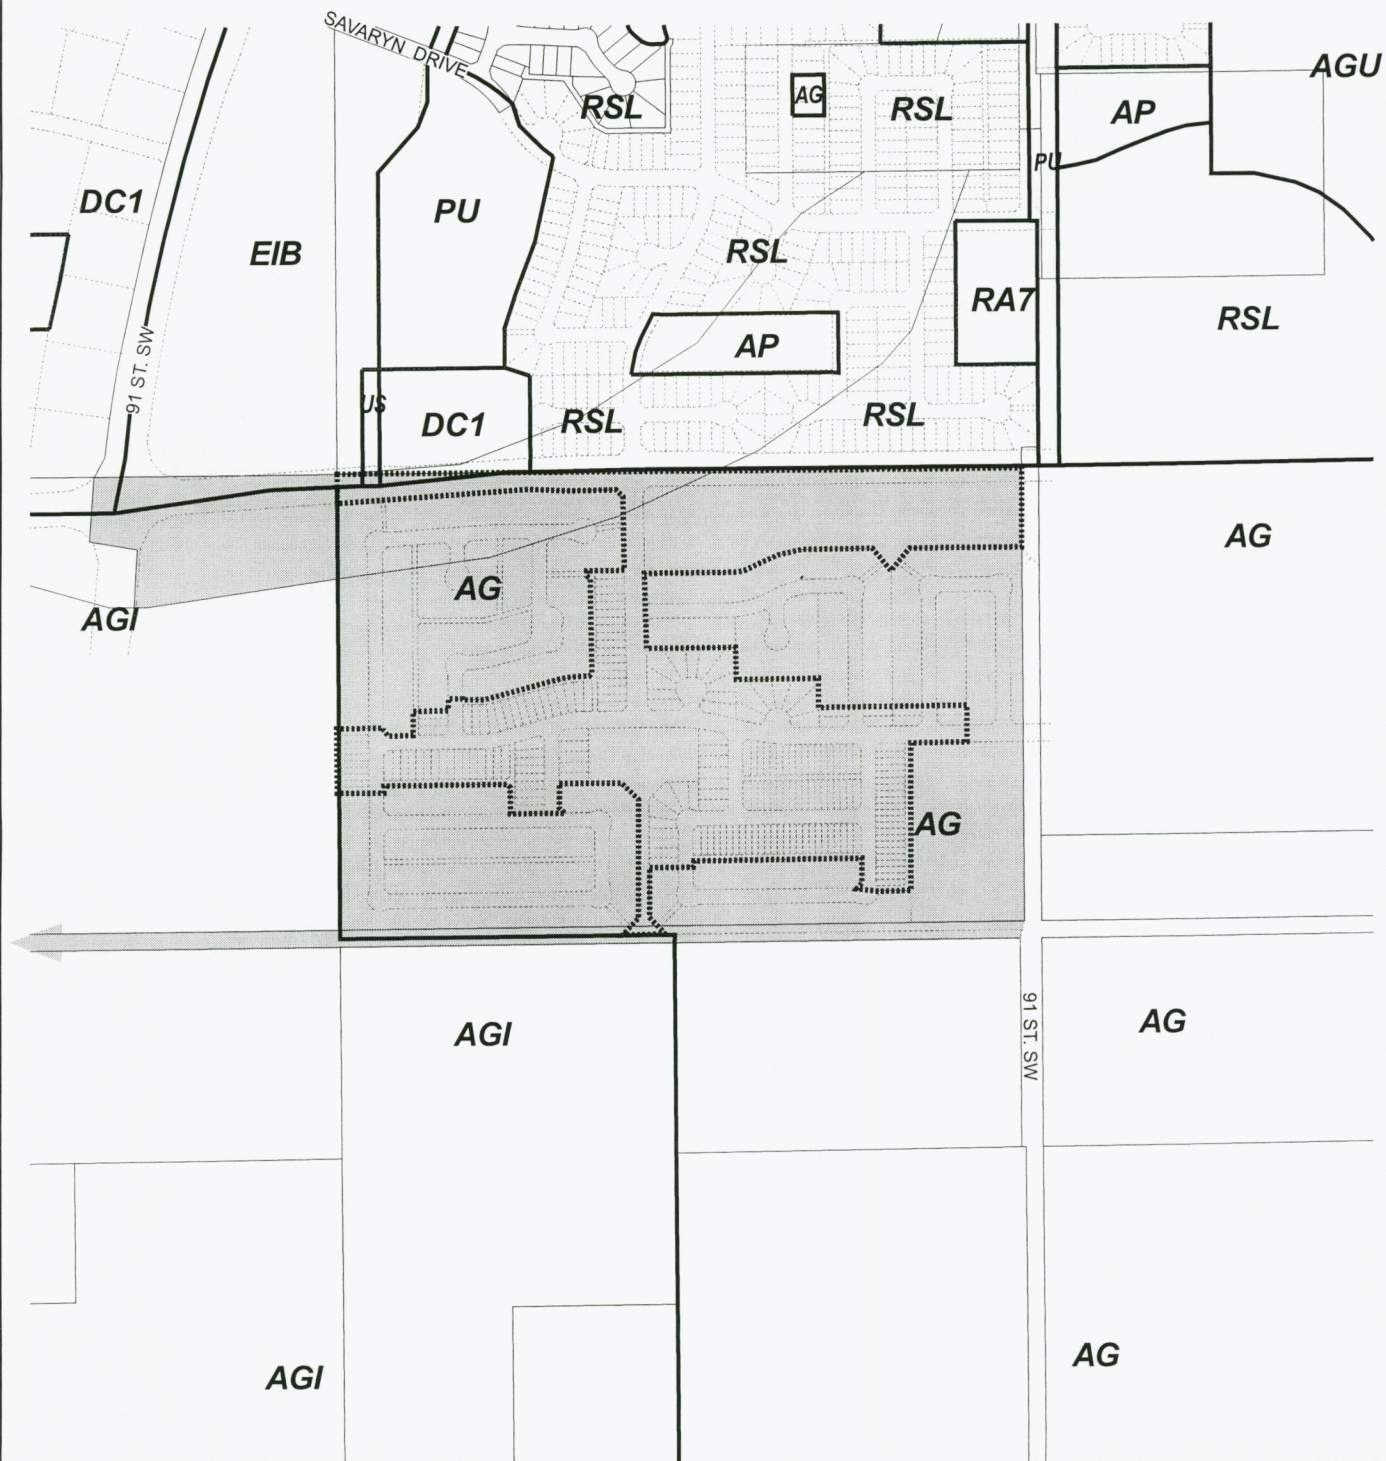 SAVARYN DRIVE
AGU
AG
RSL
RSL
AP
PU
DC1
PU
EIB
RSL
RA7
RSL
AP
91 ST. SW
US
DC1
RSL
RSL
AG
AG
AGI
AG
91 ST. SW
AGI
AG
AGI
AG